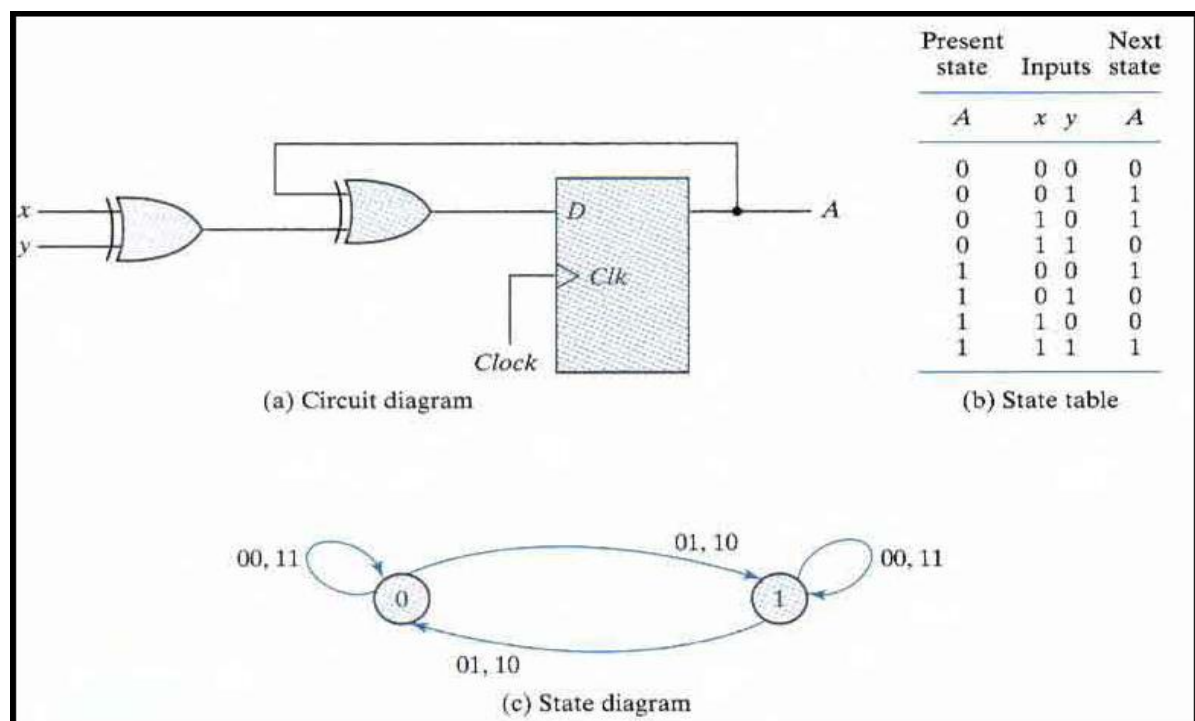 x
y
D
A
Clk
Clock
(a) Circuit diagram
Present Next
state Inputs state
A x y A
0 0 0 0
0 0 1 1
0 1 0 1
0 1 1 0
1 0 0 1
1 0 1 0
1 1 0 0
1 1 1 1
(b) State table
00, 11
0
01, 10
1
00, 11
01, 10
(c) State diagram